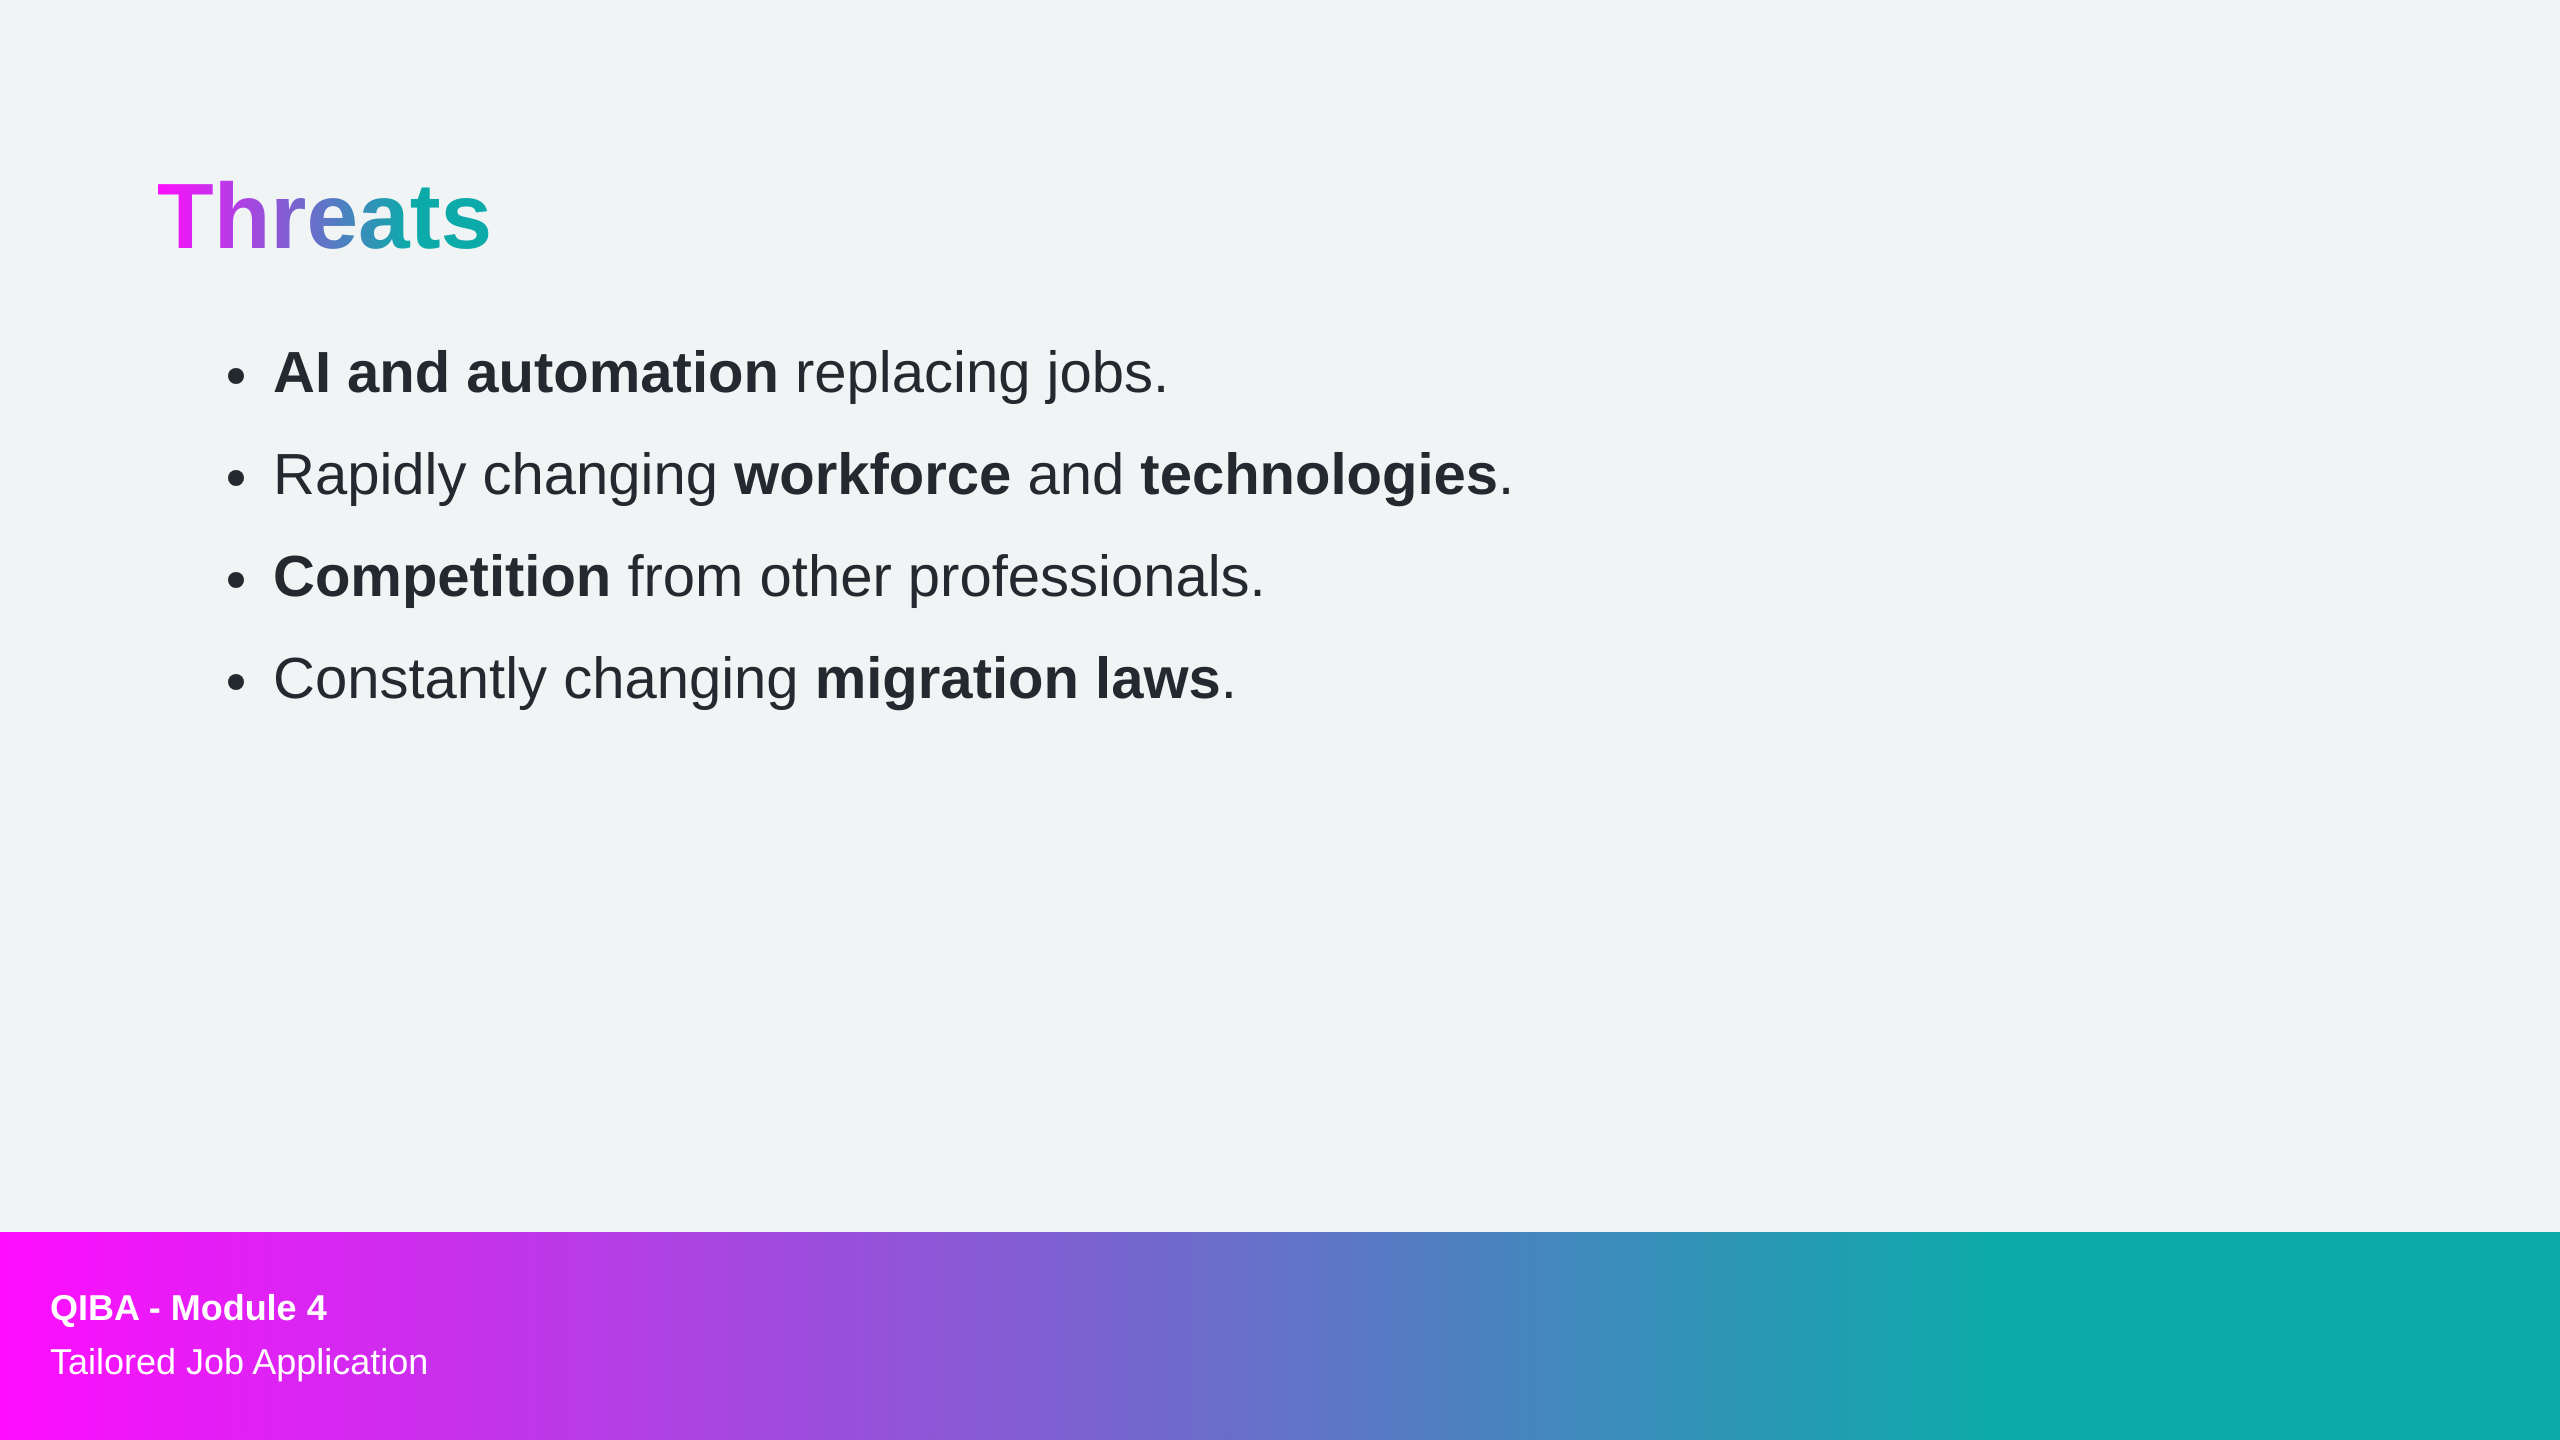 Threats
• AI and automation replacing jobs.
• Rapidly changing workforce and technologies.
• Competition from other professionals.
• Constantly changing migration laws.
QIBA - Module 4
Tailored Job Application